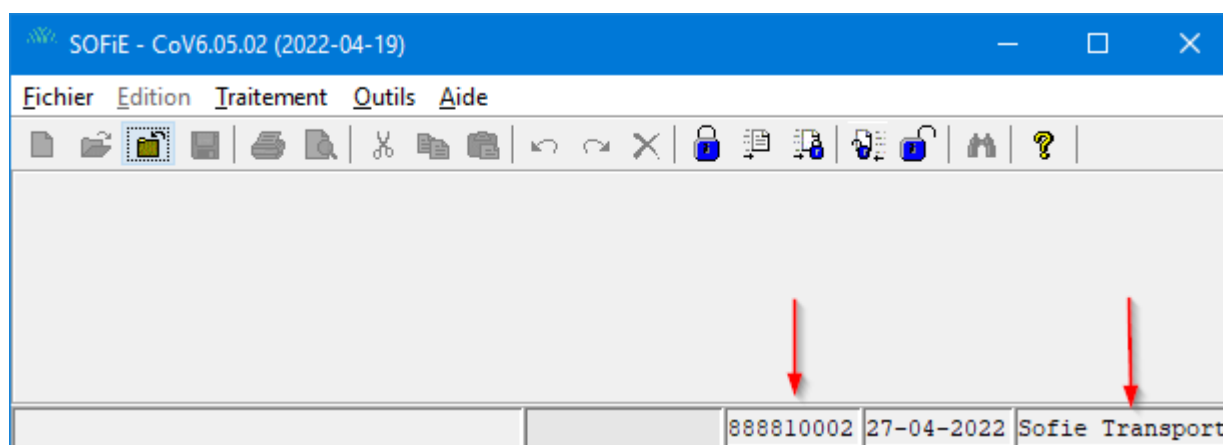 SOFiE - CoV6.05.02 (2022-04-19)
Fichier Edition Traitement Outils Aide
888810002 27-04-2022 Sofie Transport